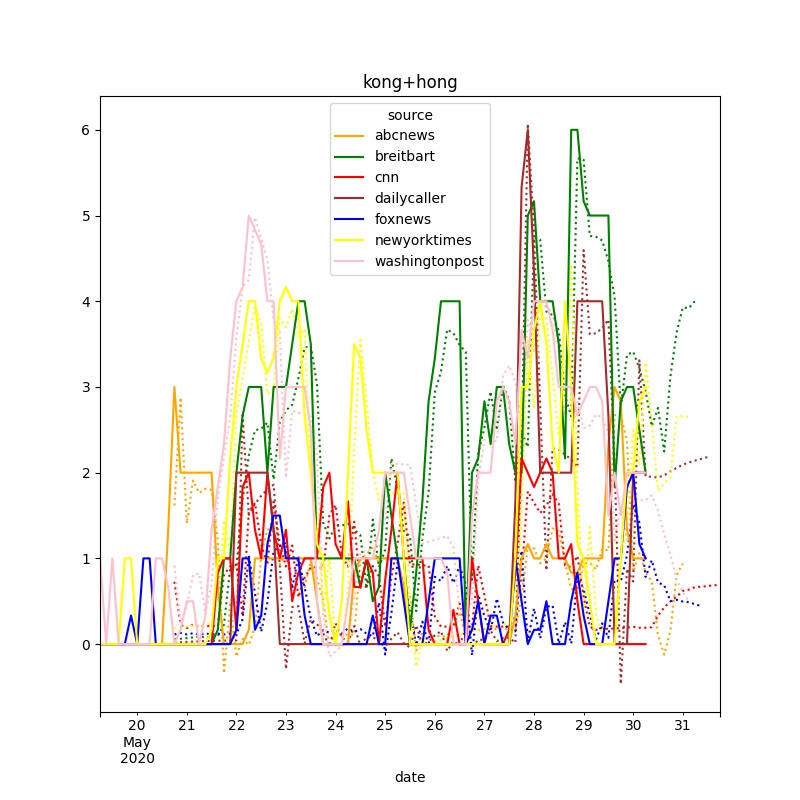 kong+hong
source
abcnews
breitbart
cnn
dailycaller
foxnews
newyorktimes
washingtonpost
6
5
4
3
2
1
0
20 21 22 23 24 25 26 27 28 29 30 31
May
2020
date